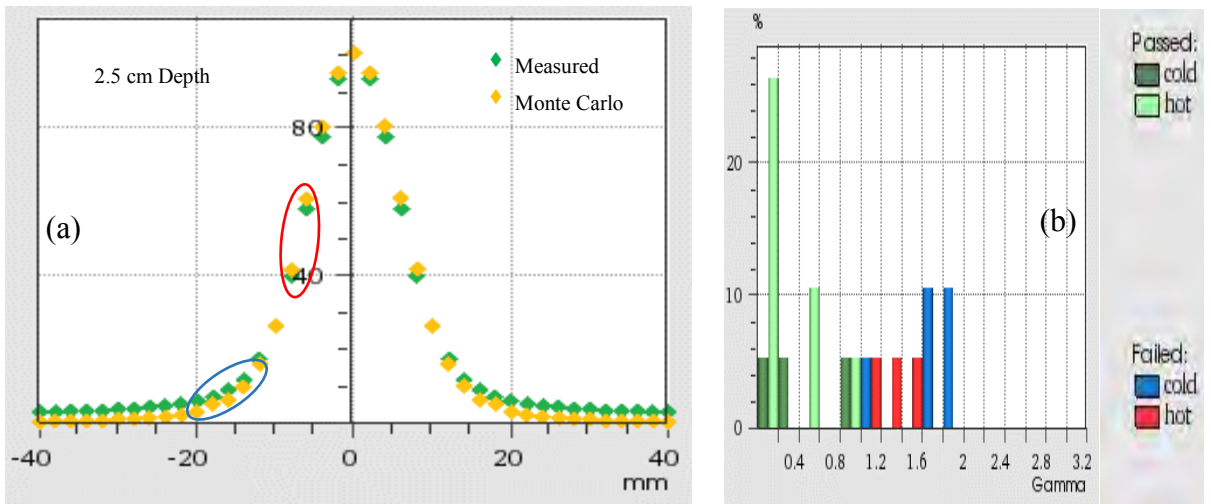 2.5 cm Depth
Measured
Monte Carlo
80
(a)
40
-40
-20
0
20
40
mm
%
20
10
0
0.4
0.8
1.2
1.6
2
2.4
2.8
3.2
Gamma
(b)
Passed:
cold
hot
Failed:
cold
hot